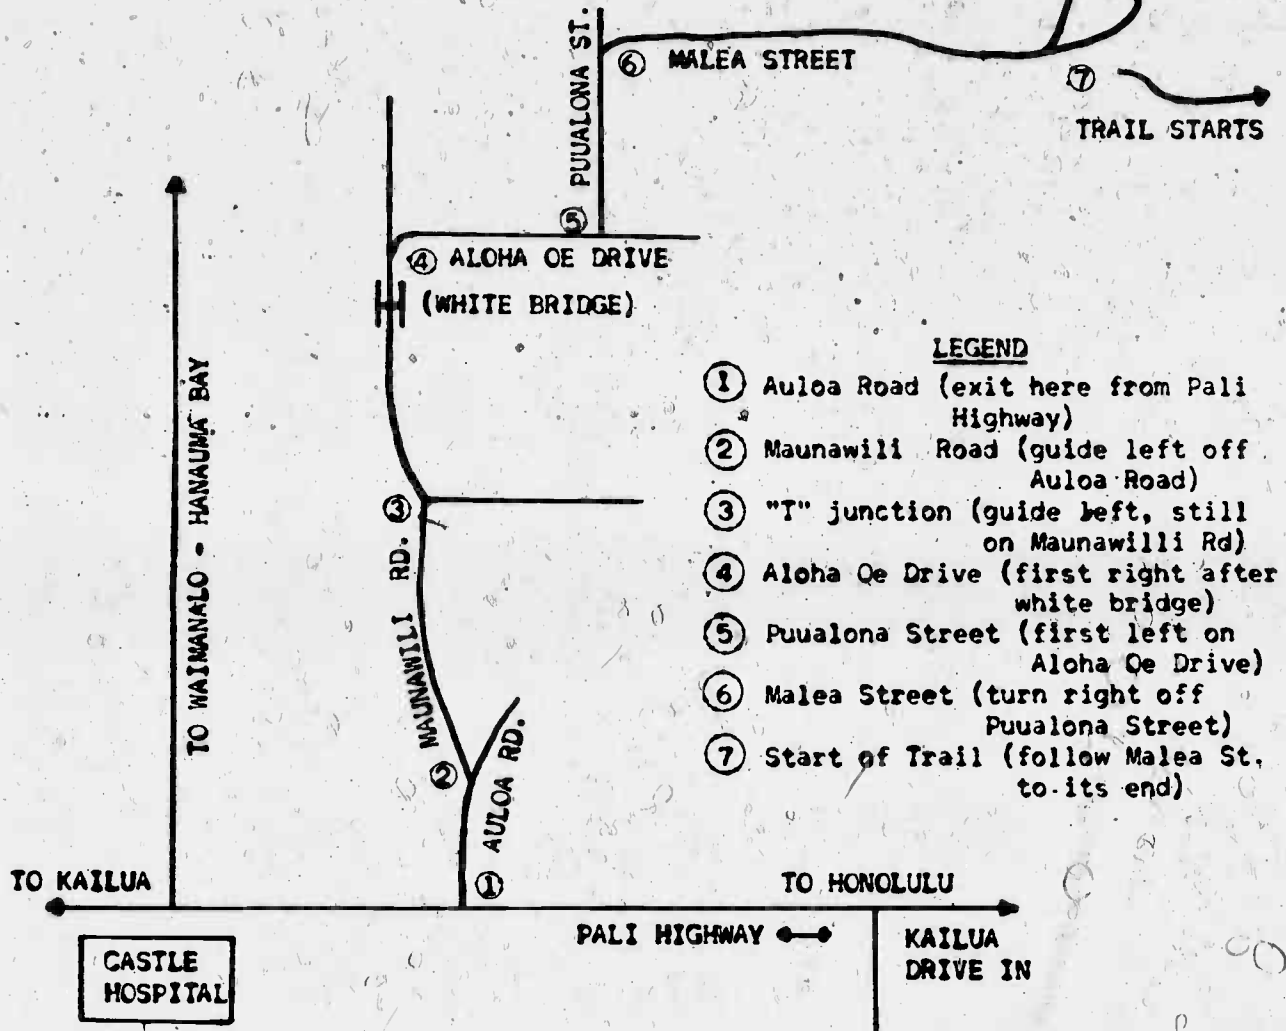 PUUALONA ST.
⑥ MALEA STREET
⑦
TRAIL STARTS
⑤
④ ALOHA OE DRIVE
(WHITE BRIDGE)
TO WAIMANALO - HANAUMA BAY
③
MAUNAWILI RD.
②
AULOA RD.
①
LEGEND
① Auloa Road (exit here from Pali
Highway)
② Maunawili Road (guide left off
Auloa Road)
③ "T" junction (guide left, still
on Maunawilli Rd)
④ Aloha Oe Drive (first right after
white bridge)
⑤ Puualona Street (first left on
Aloha Oe Drive)
⑥ Malea Street (turn right off
Puualona Street)
⑦ Start of Trail (follow Malea St.
to its end)
TO KAILUA
TO HONOLULU
PALI HIGHWAY
KAILUA
DRIVE IN
CASTLE
HOSPITAL